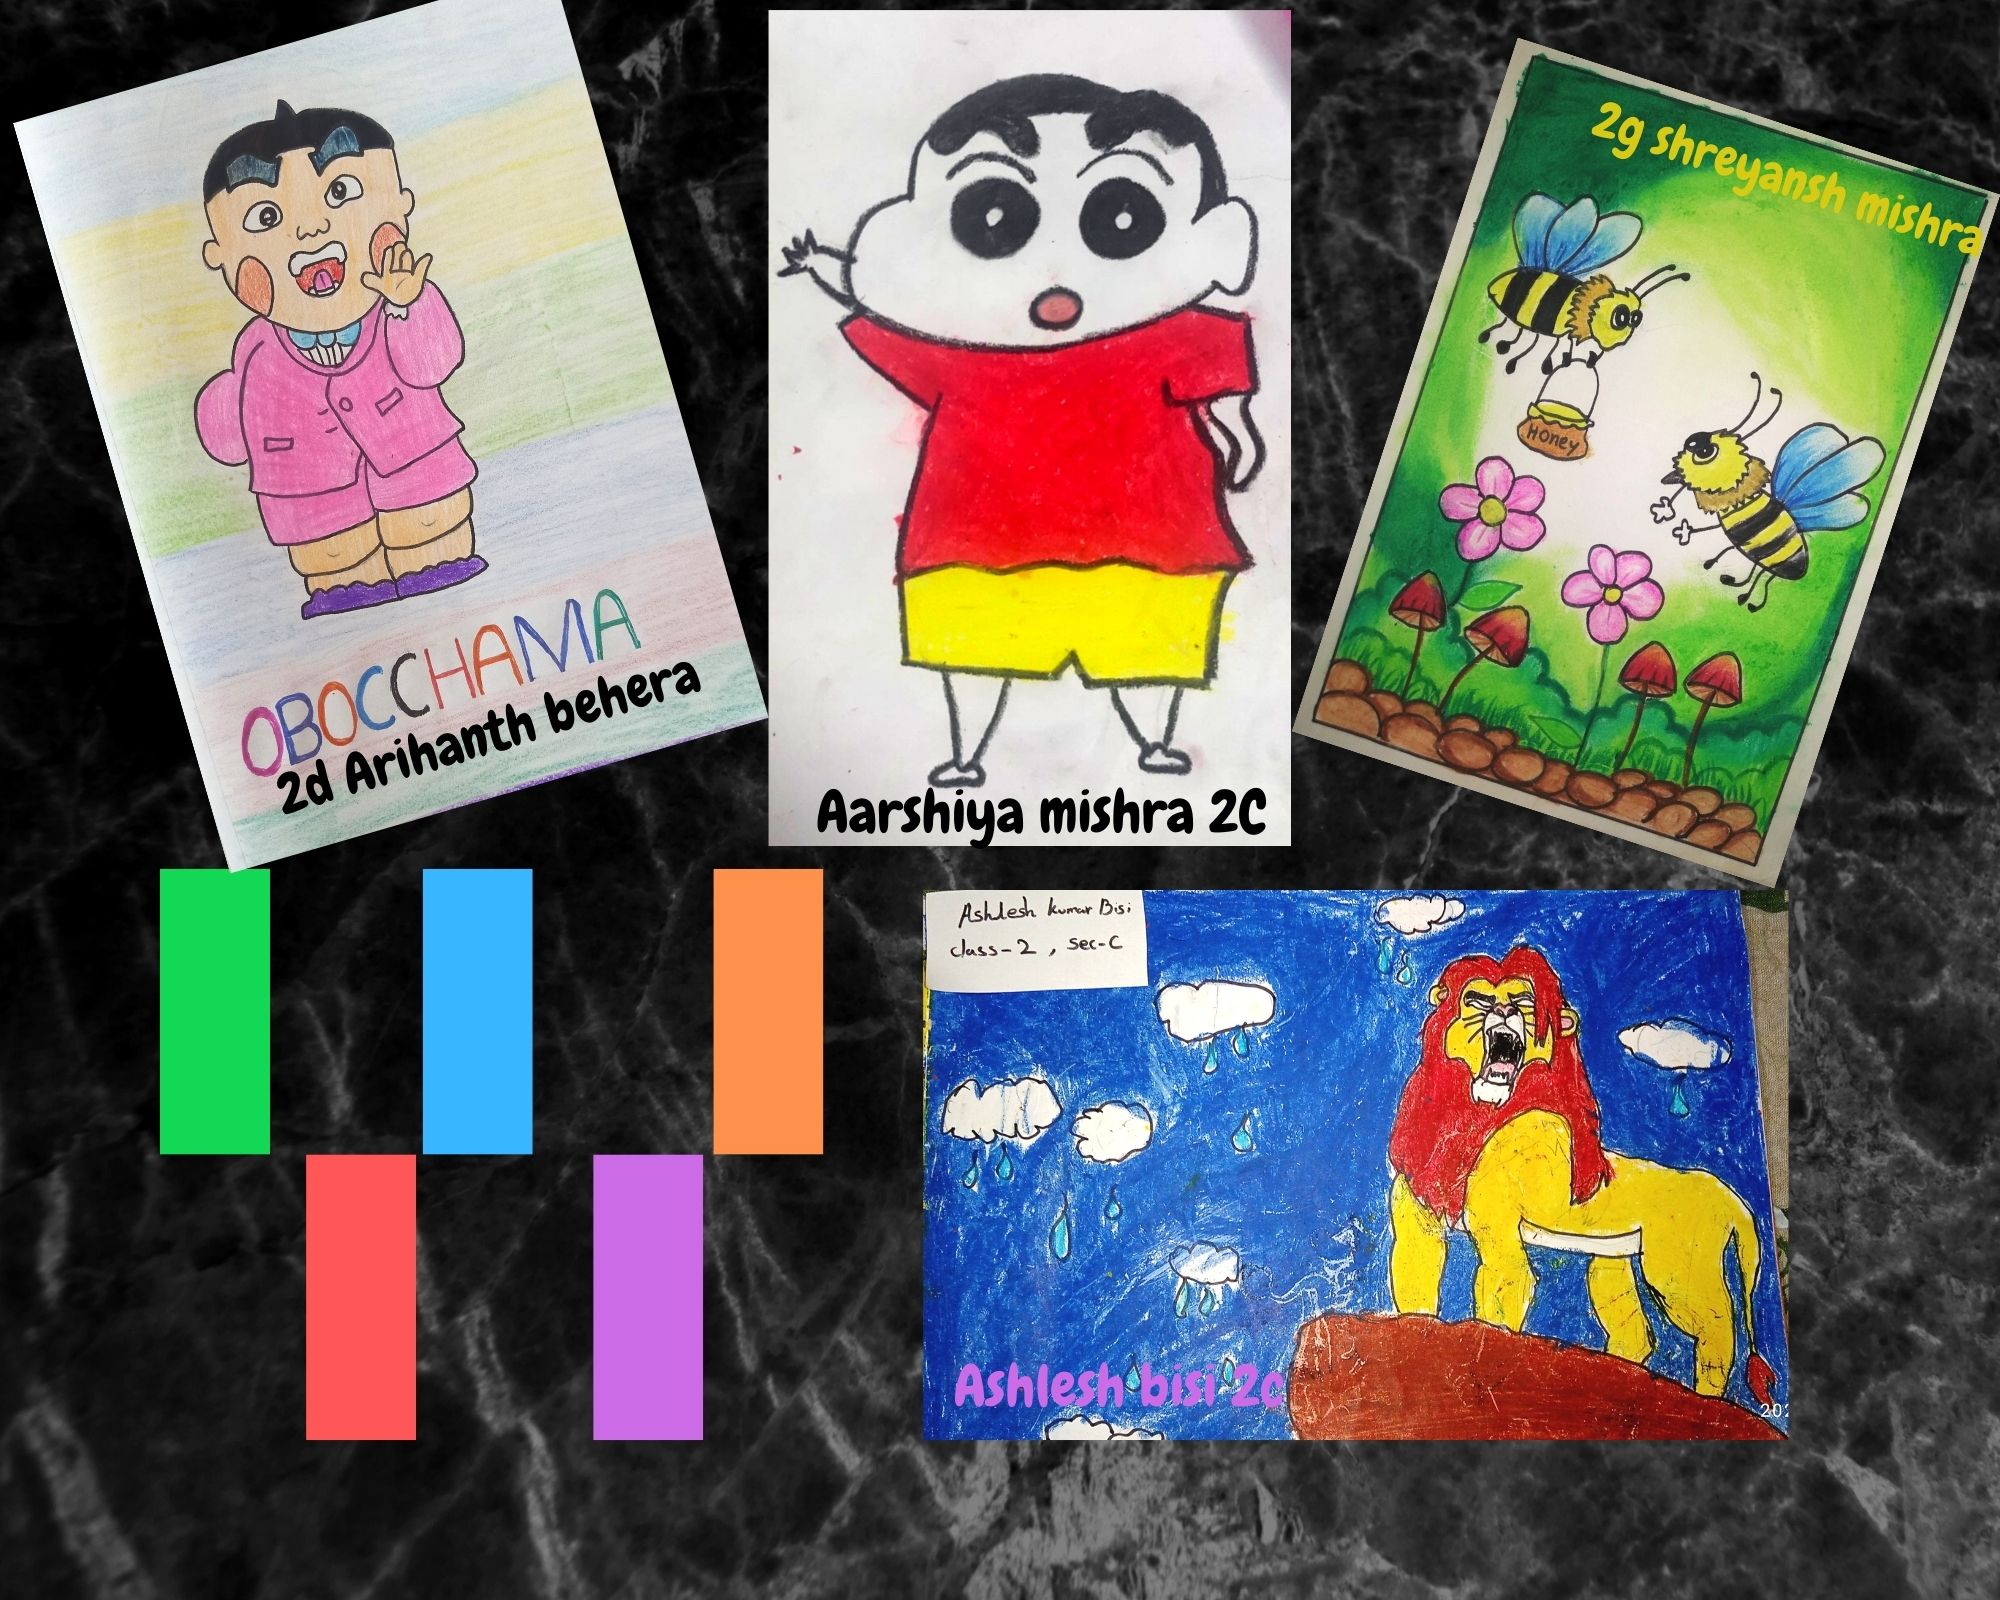 OBOCCHAMA
2d Arihanth behera
Aarshiya mishra 2C
2g shreyansh mishra
Honey
Ashlesh kumar Bisi
class-2 , sec-C
Ashlesh bisi 2c
202